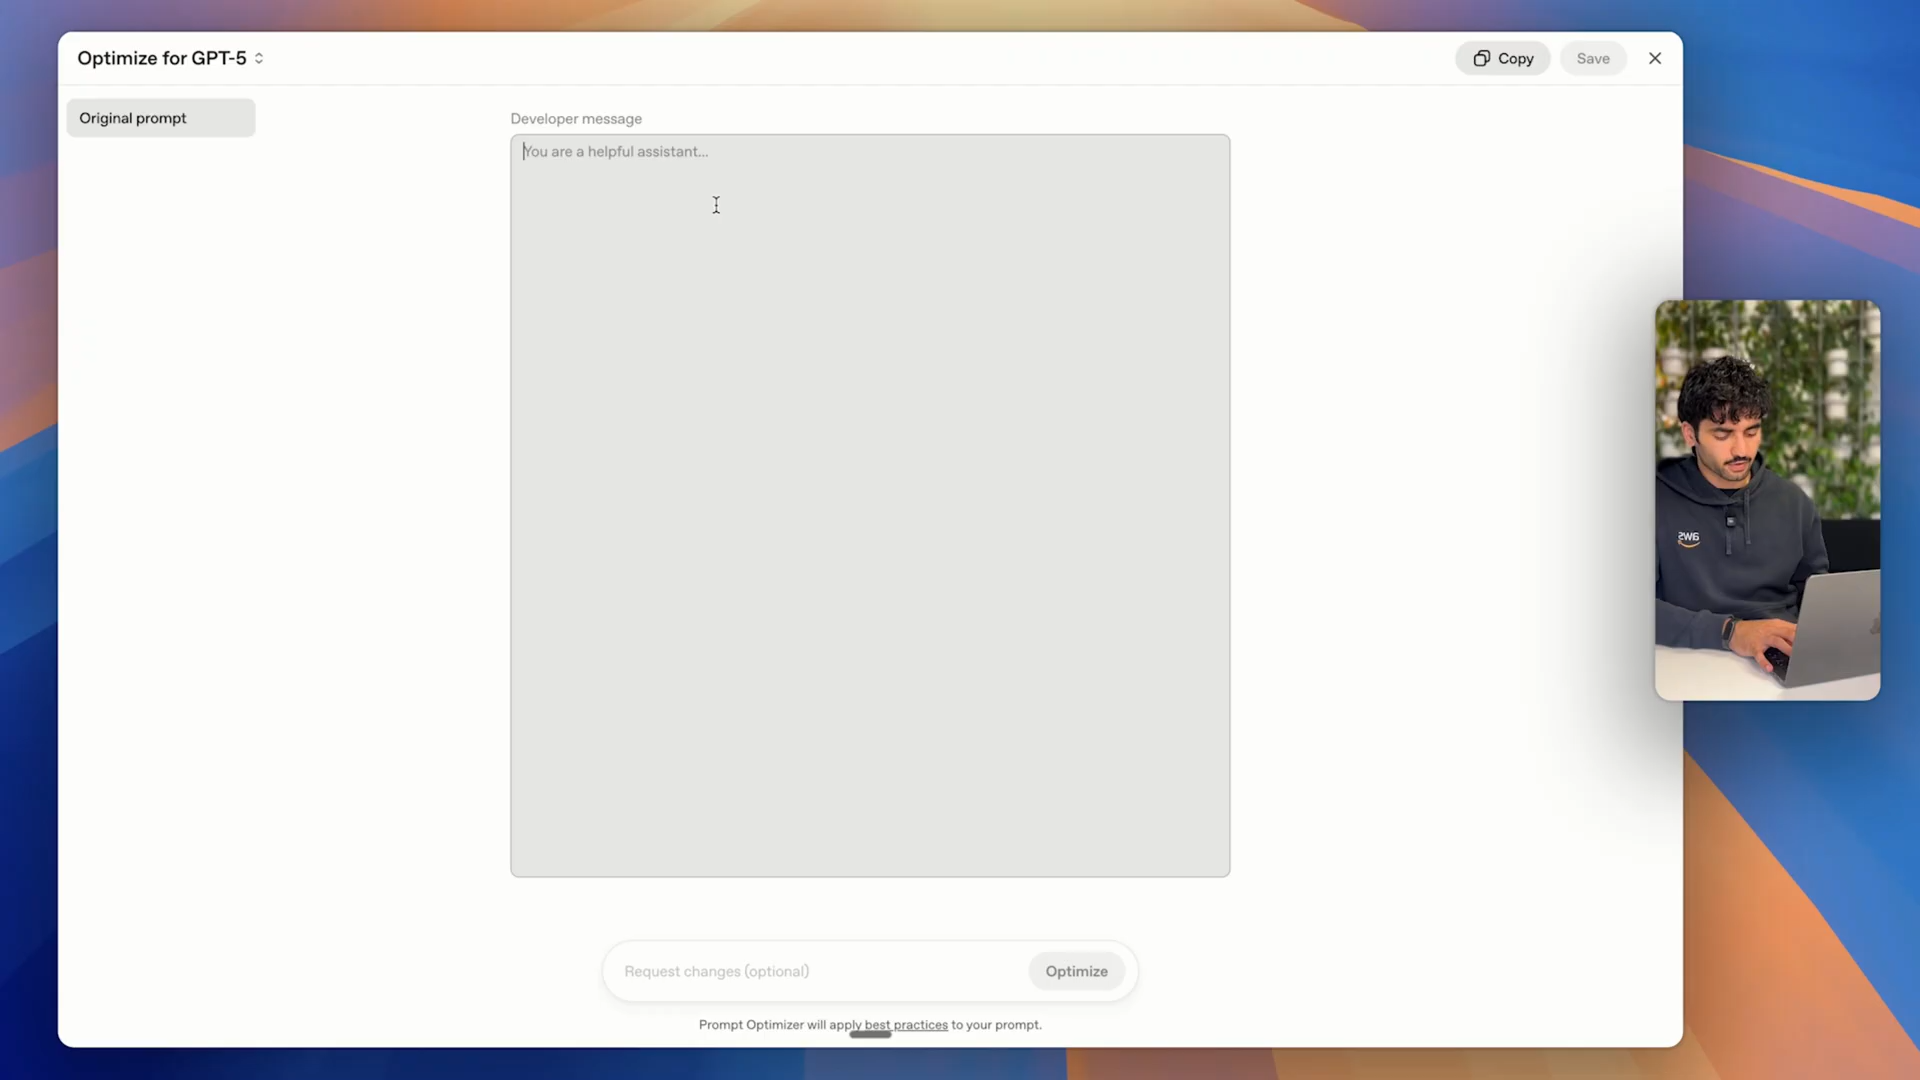 Optimize for GPT-5
Copy
Save
Original prompt
Developer message
You are a helpful assistant...
aws
Request changes (optional)
Optimize
Prompt Optimizer will apply best practices to your prompt.